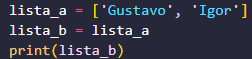 lista_a = ['Gustavo', 'Igor']
lista_b = lista_a
print(lista_b)